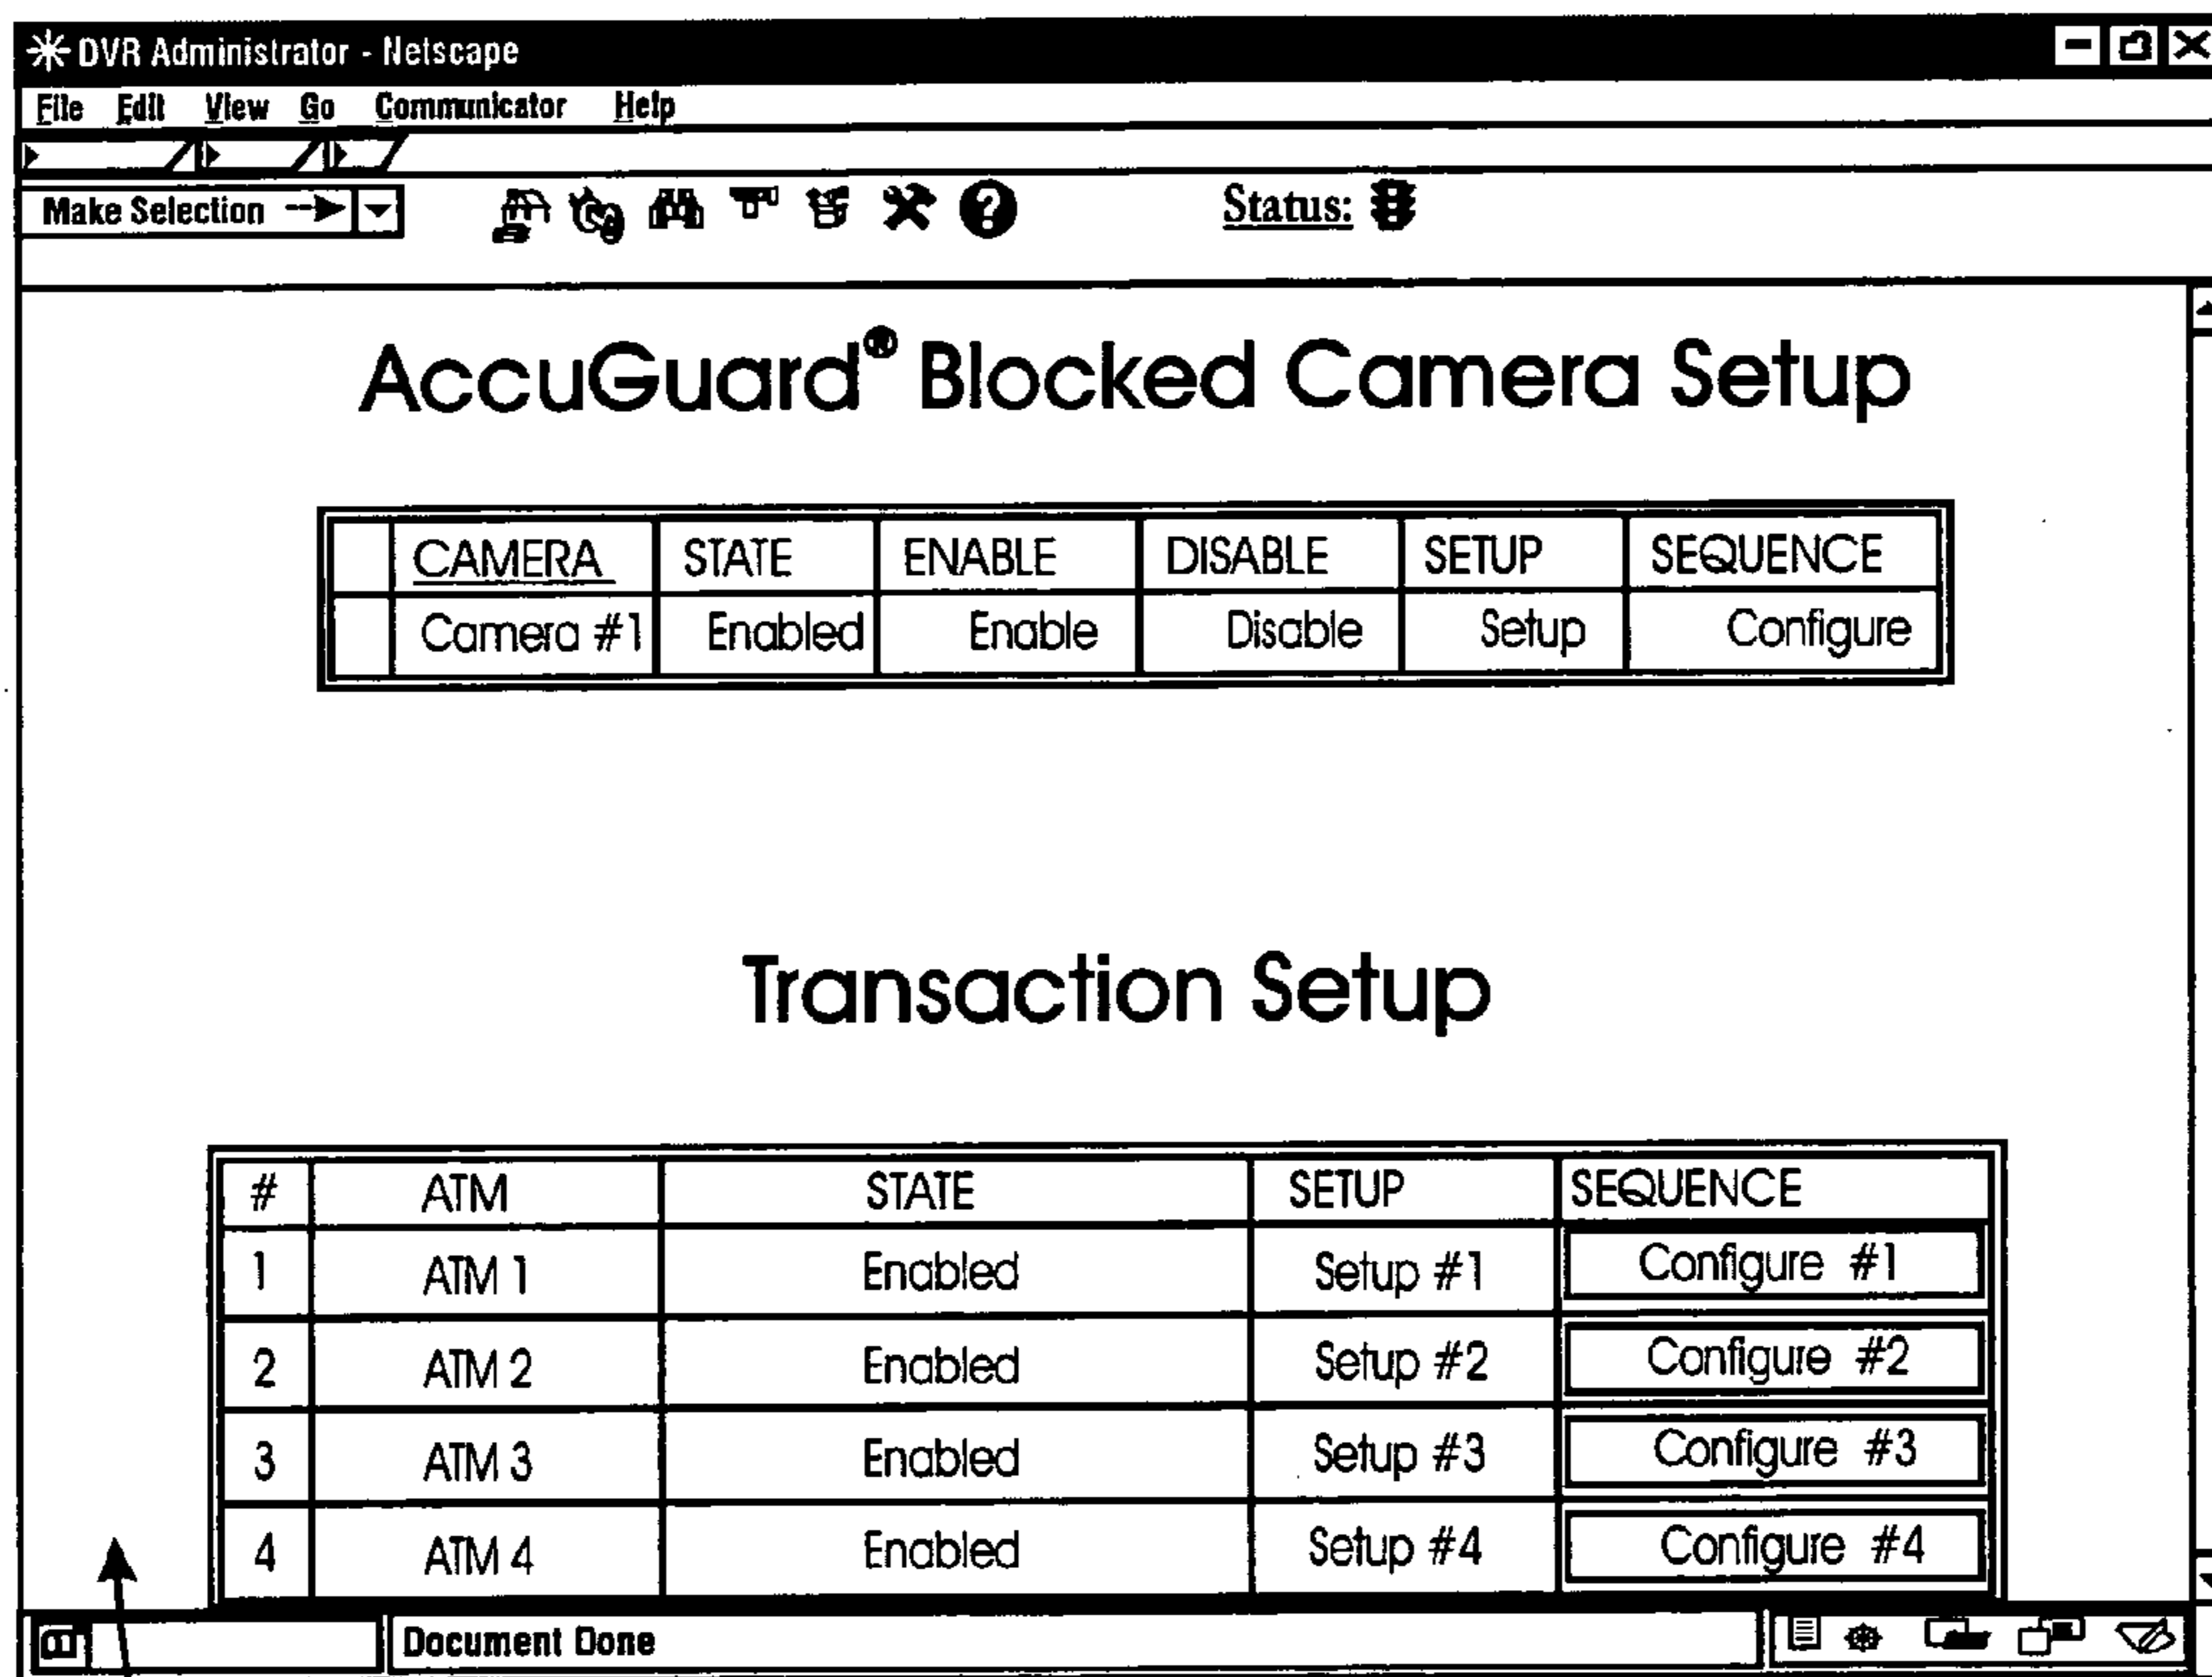 DVR Administrator - Netscape
File Edit View Go Communicator Help
Make Selection Status:
AccuGuard® Blocked Camera Setup
CAMERA STATE ENABLE DISABLE SETUP SEQUENCE
Camera #1 Enabled Enable Disable Setup Configure
Transaction Setup
# ATM STATE SETUP SEQUENCE
1 ATM 1 Enabled Setup #1 Configure #1
2 ATM 2 Enabled Setup #2 Configure #2
3 ATM 3 Enabled Setup #3 Configure #3
4 ATM 4 Enabled Setup #4 Configure #4
Document Done